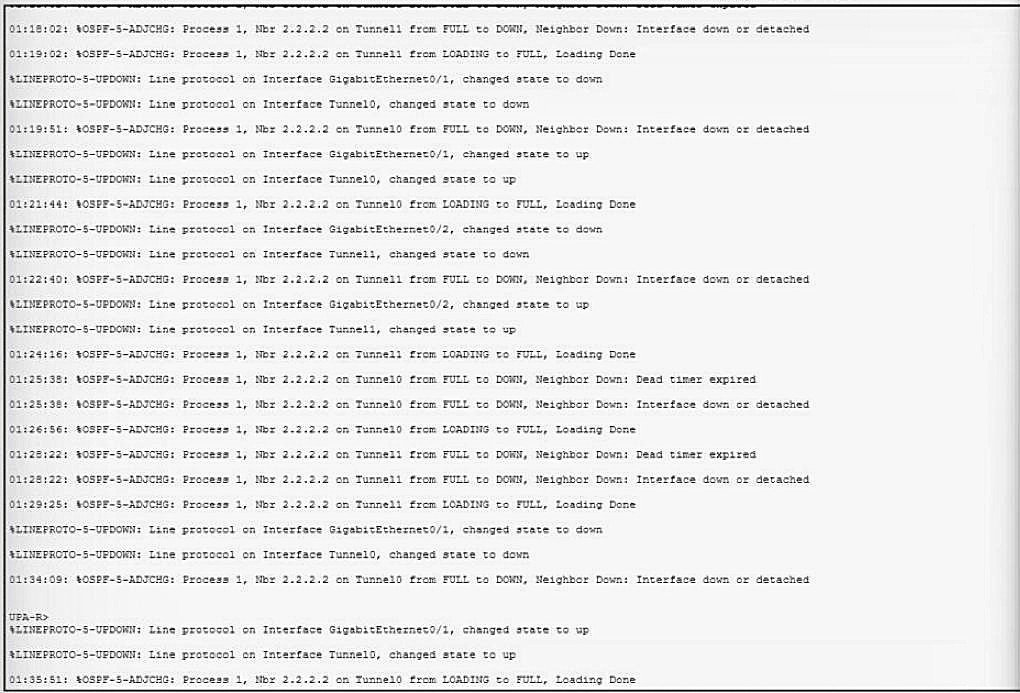 01:18:02: %OSPF-5-ADJCHG: Process 1, Nbr 2.2.2.2 on Tunnel1 from FULL to DOWN, Neighbor Down: Interface down or detached
01:19:02: %OSPF-5-ADJCHG: Process 1, Nbr 2.2.2.2 on Tunnel1 from LOADING to FULL, Loading Done
%LINEPROTO-5-UPDOWN: Line protocol on Interface GigabitEthernet0/1, changed state to down
%LINEPROTO-5-UPDOWN: Line protocol on Interface Tunnel0, changed state to down
01:19:51: %OSPF-5-ADJCHG: Process 1, Nbr 2.2.2.2 on Tunnel0 from FULL to DOWN, Neighbor Down: Interface down or detached
%LINEPROTO-5-UPDOWN: Line protocol on Interface GigabitEthernet0/1, changed state to up
%LINEPROTO-5-UPDOWN: Line protocol on Interface Tunnel0, changed state to up
01:21:44: %OSPF-5-ADJCHG: Process 1, Nbr 2.2.2.2 on Tunnel0 from LOADING to FULL, Loading Done
%LINEPROTO-5-UPDOWN: Line protocol on Interface GigabitEthernet0/2, changed state to down
%LINEPROTO-5-UPDOWN: Line protocol on Interface Tunnel1, changed state to down
01:22:40: %OSPF-5-ADJCHG: Process 1, Nbr 2.2.2.2 on Tunnel1 from FULL to DOWN, Neighbor Down: Interface down or detached
%LINEPROTO-5-UPDOWN: Line protocol on Interface GigabitEthernet0/2, changed state to up
%LINEPROTO-5-UPDOWN: Line protocol on Interface Tunnel1, changed state to up
01:24:16: %OSPF-5-ADJCHG: Process 1, Nbr 2.2.2.2 on Tunnel1 from LOADING to FULL, Loading Done
01:25:38: %OSPF-5-ADJCHG: Process 1, Nbr 2.2.2.2 on Tunnel0 from FULL to DOWN, Neighbor Down: Dead timer expired
01:25:38: %OSPF-5-ADJCHG: Process 1, Nbr 2.2.2.2 on Tunnel0 from FULL to DOWN, Neighbor Down: Interface down or detached
01:26:56: %OSPF-5-ADJCHG: Process 1, Nbr 2.2.2.2 on Tunnel0 from LOADING to FULL, Loading Done
01:28:22: %OSPF-5-ADJCHG: Process 1, Nbr 2.2.2.2 on Tunnel1 from FULL to DOWN, Neighbor Down: Dead timer expired
01:28:22: %OSPF-5-ADJCHG: Process 1, Nbr 2.2.2.2 on Tunnel1 from FULL to DOWN, Neighbor Down: Interface down or detached
01:29:25: %OSPF-5-ADJCHG: Process 1, Nbr 2.2.2.2 on Tunnel1 from LOADING to FULL, Loading Done
%LINEPROTO-5-UPDOWN: Line protocol on Interface GigabitEthernet0/1, changed state to down
%LINEPROTO-5-UPDOWN: Line protocol on Interface Tunnel0, changed state to down
01:34:09: %OSPF-5-ADJCHG: Process 1, Nbr 2.2.2.2 on Tunnel0 from FULL to DOWN, Neighbor Down: Interface down or detached
UPA-R>
%LINEPROTO-5-UPDOWN: Line protocol on Interface GigabitEthernet0/1, changed state to up
%LINEPROTO-5-UPDOWN: Line protocol on Interface Tunnel0, changed state to up
01:35:51: %OSPF-5-ADJCHG: Process 1, Nbr 2.2.2.2 on Tunnel0 from LOADING to FULL, Loading Done